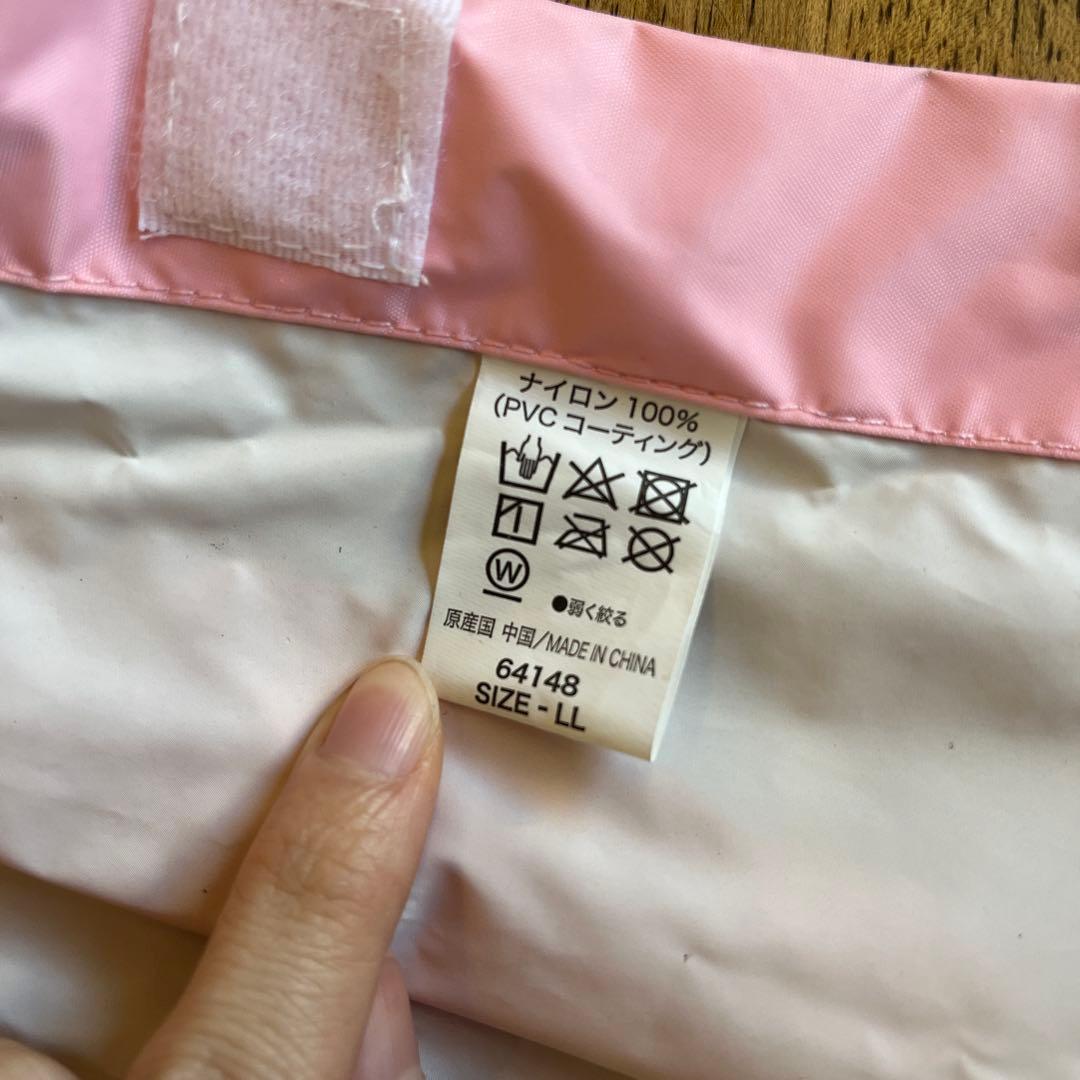 ナイロン 100%
(PVC コーティング)
W
●弱く絞る
原産国 中国/MADE IN CHINA
64148
SIZE - LL